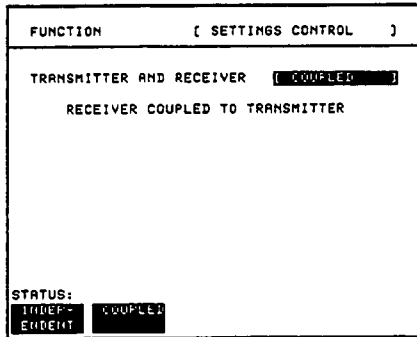 FUNCTION [ SETTINGS CONTROL ]
TRANSMITTER AND RECEIVER [ COUPLED ]
RECEIVER COUPLED TO TRANSMITTER
STATUS:
INDEP- COUPLED
ENDENT